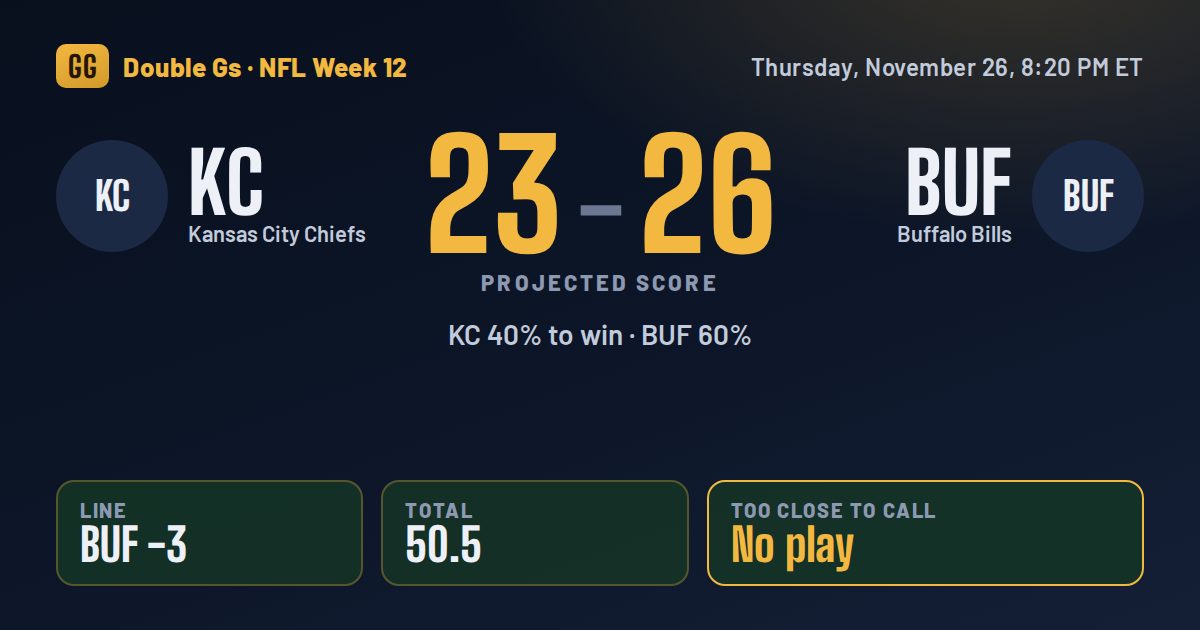 GG Double Gs · NFL Week 12
Thursday, November 26, 8:20 PM ET
KC
KC
Kansas City Chiefs
23 – 26
PROJECTED SCORE
KC 40% to win · BUF 60%
BUF
Buffalo Bills
BUF
LINE
BUF −3
TOTAL
50.5
TOO CLOSE TO CALL
No play